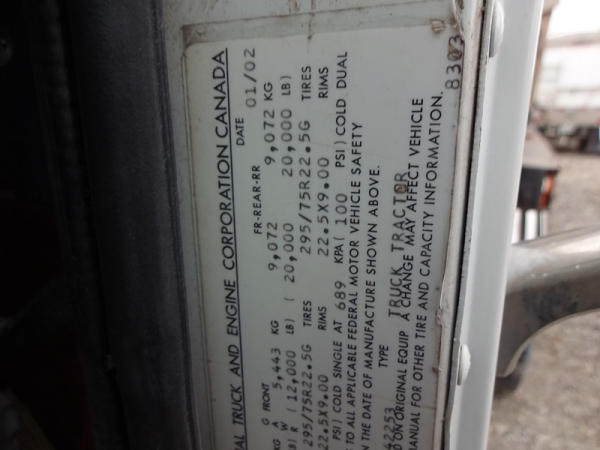 AL TRUCK AND ENGINE CORPORATION CANADA
DATE 01/02
G FRONT FR-REAR-RR
KG A 5,443 KG 9,072 9,072 KG
B) R ( 12,000 LB) ( 20,000 20,000 LB)
295/75R22.5G TIRES 295/75R22.5G TIRES
22.5X9.00 RIMS 22.5X9.00 RIMS
PSI) COLD SINGLE AT 689 KPA( 100 PSI) COLD DUAL
TO ALL APPLICABLE FEDERAL MOTOR VEHICLE SAFETY
N THE DATE OF MANUFACTURE SHOWN ABOVE.
42253 TYPE TRUCK TRACTOR
D ON ORIGINAL EQUIP A CHANGE MAY AFFECT VEHICLE
MANUAL FOR OTHER TIRE AND CAPACITY INFORMATION.
8303